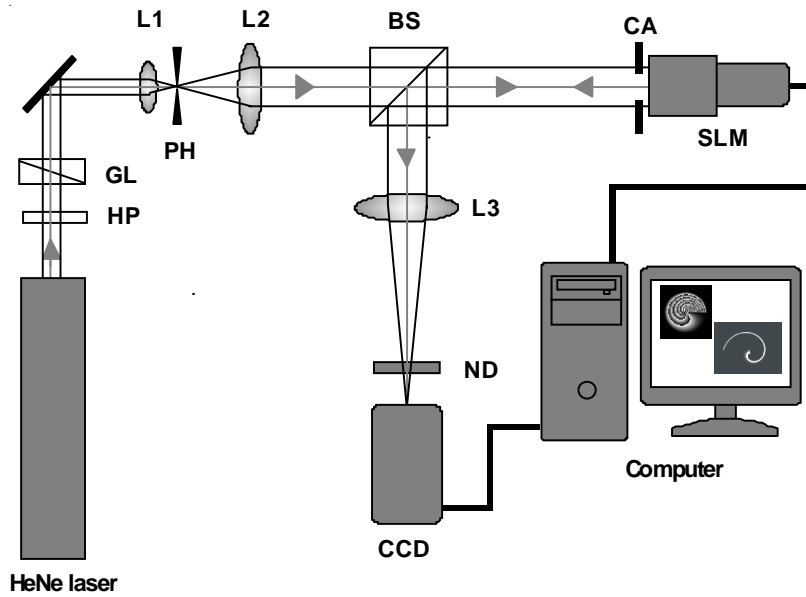 L1
L2
BS
CA
PH
SLM
GL
HP
L3
ND
Computer
CCD
HeNe laser